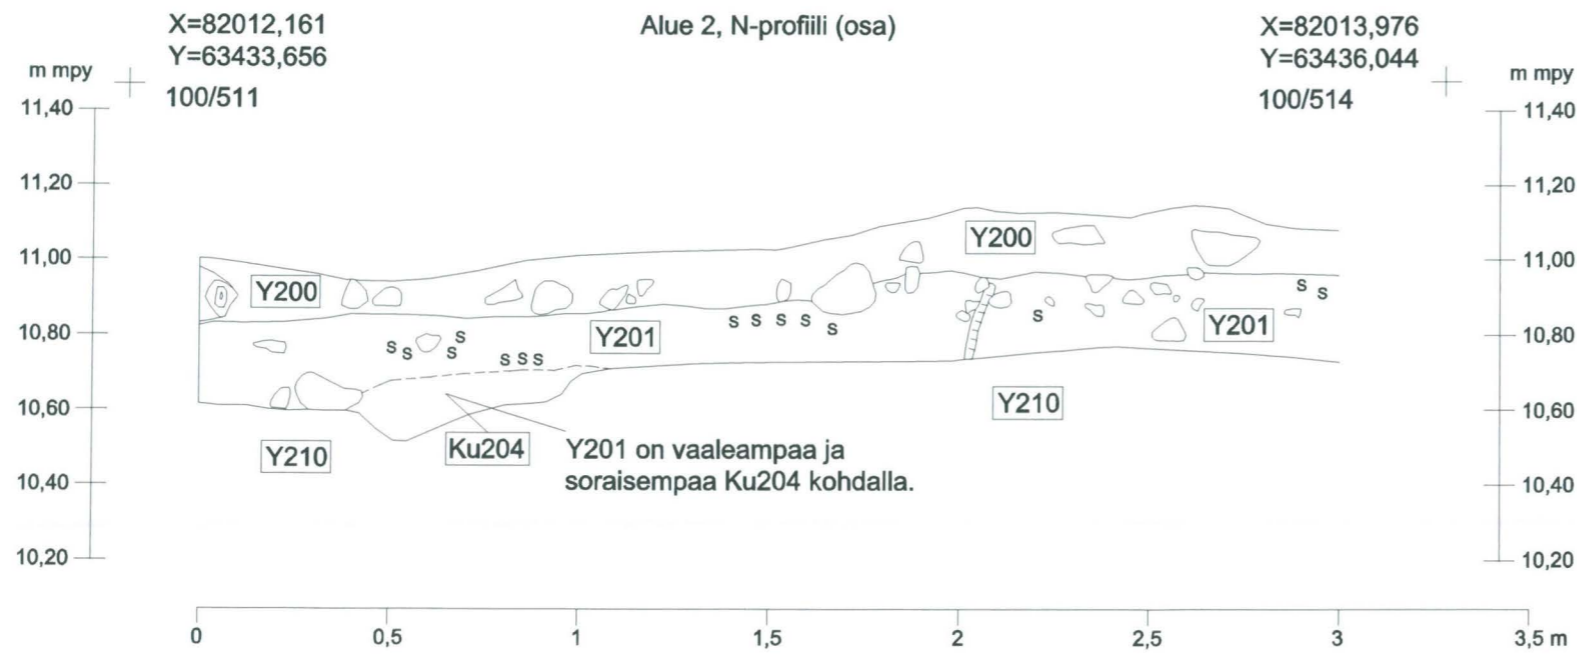 X=82012,161
Y=63433,656
100/511
Alue 2, N-profiili (osa)
X=82013,976
Y=63436,044
100/514
m mpy
11,40
11,20
11,00
10,80
10,60
10,40
10,20
m mpy
11,40
11,20
11,00
10,80
10,60
10,40
10,20
Y200
Y200
Y201
Y201
s s s s
s s s
s s s s s
s
s s
Y210
Y210
Ku204
Y201 on vaaleampaa ja
soraisempaa Ku204 kohdalla.
0 0,5 1 1,5 2 2,5 3 3,5 m